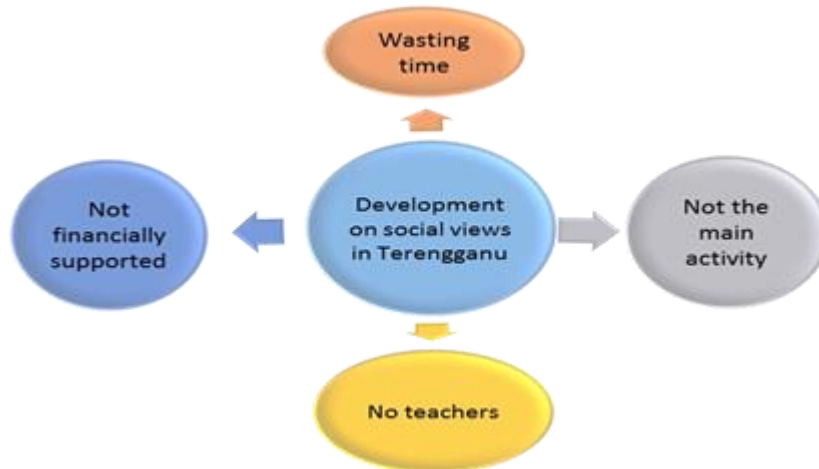 Wasting
time
Not
financially
supported
Development
on social views
in Terengganu
Not the
main
activity
No teachers